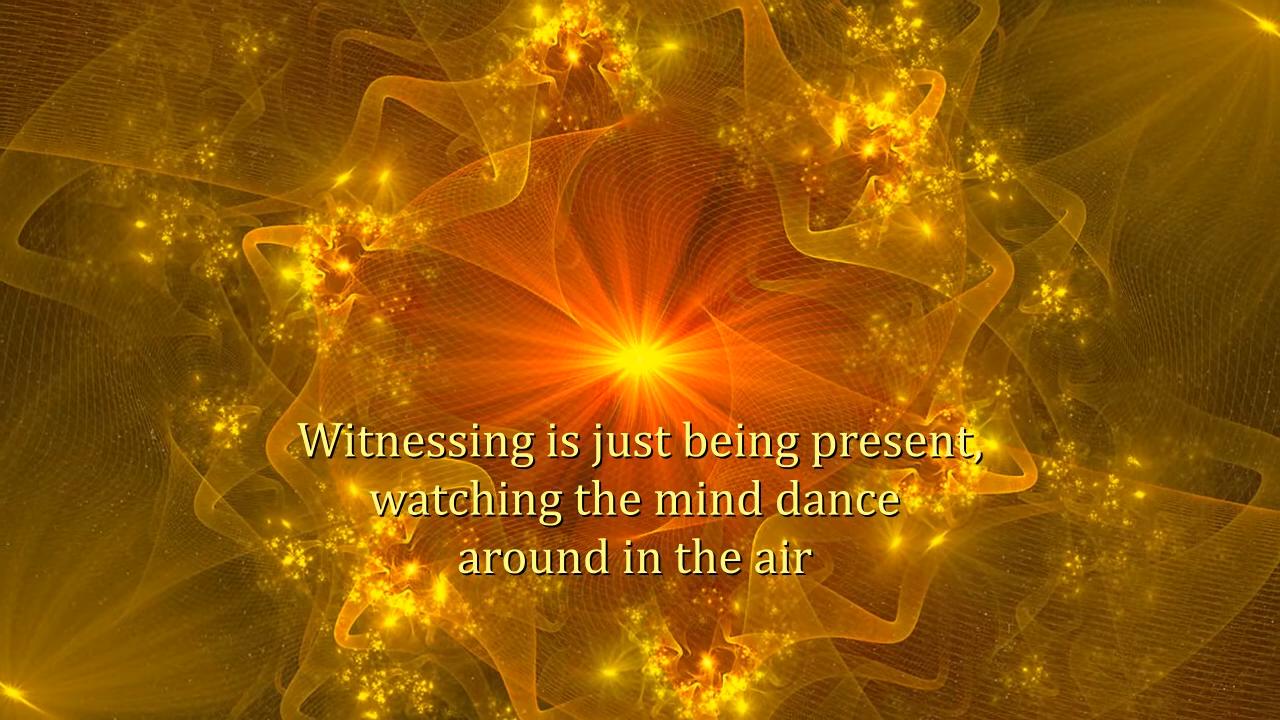 Witnessing is just being present,
watching the mind dance
around in the air